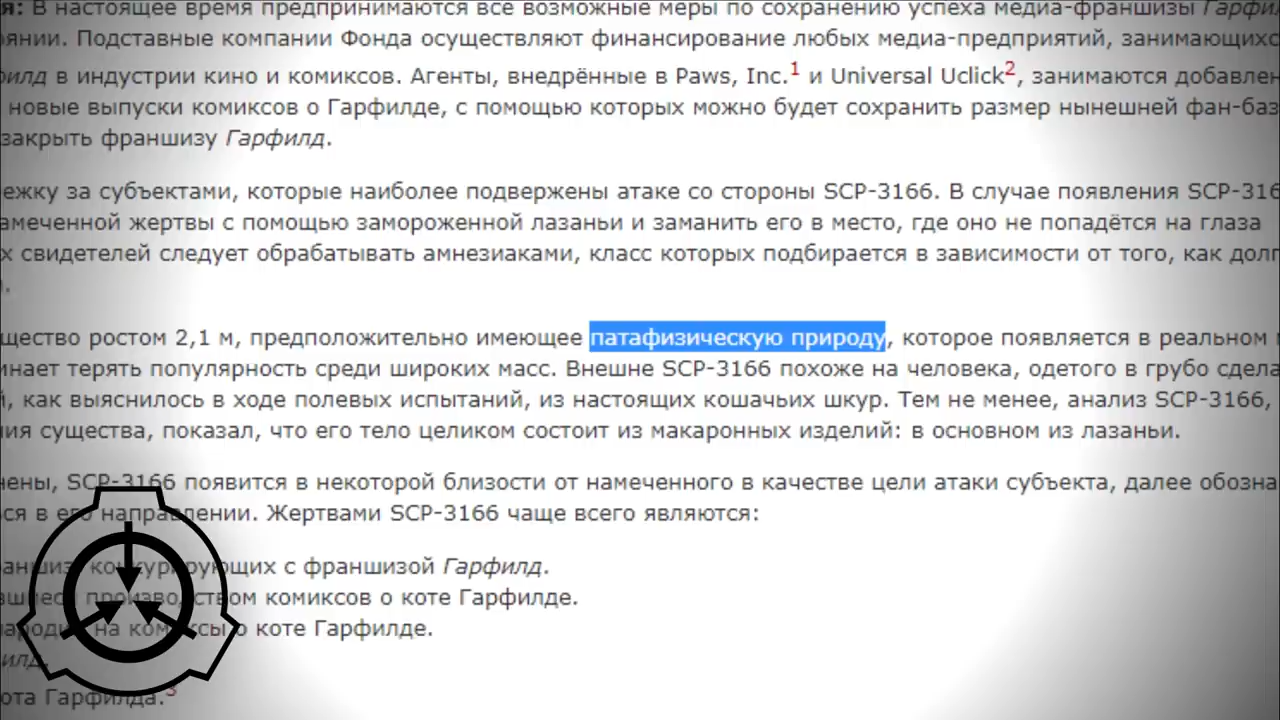 я: В настоящее время предпринимаются все возможные меры по сохранению успеха медиа-франшизы Гарфил
оянии. Подставные компании Фонда осуществляют финансирование любых медиа-предприятий, занимающихс
рилд в индустрии кино и комиксов. Агенты, внедрённые в Paws, Inc.1 и Universal Uclick2, занимаются добавлен
новые выпуски комиксов о Гарфилде, с помощью которых можно будет сохранить размер нынешней фан-баз
закрыть франшизу Гарфилд.
ежку за субъектами, которые наиболее подвержены атаке со стороны SCP-3166. В случае появления SCP-316
амеченной жертвы с помощью замороженной лазаньи и заманить его в место, где оно не попадётся на глаза
х свидетелей следует обрабатывать амнезиаками, класс которых подбирается в зависимости от того, как долг
щество ростом 2,1 м, предположительно имеющее патафизическую природу, которое появляется в реальном
инает терять популярность среди широких масс. Внешне SCP-3166 похоже на человека, одетого в грубо сдела
й, как выяснилось в ходе полевых испытаний, из настоящих кошачьих шкур. Тем не менее, анализ SCP-3166,
ния существа, показал, что его тело целиком состоит из макаронных изделий: в основном из лазаньи.
нены, SCP-3166 появится в некоторой близости от намеченного в качестве цели атаки субъекта, далее обозна
ься в его направлении. Жертвами SCP-3166 чаще всего являются:
раншиз, конкурирующих с франшизой Гарфилд.
вшиеся производством комиксов о коте Гарфилде.
пародии на комиксы о коте Гарфилде.
илд.
ота Гарфилда.3